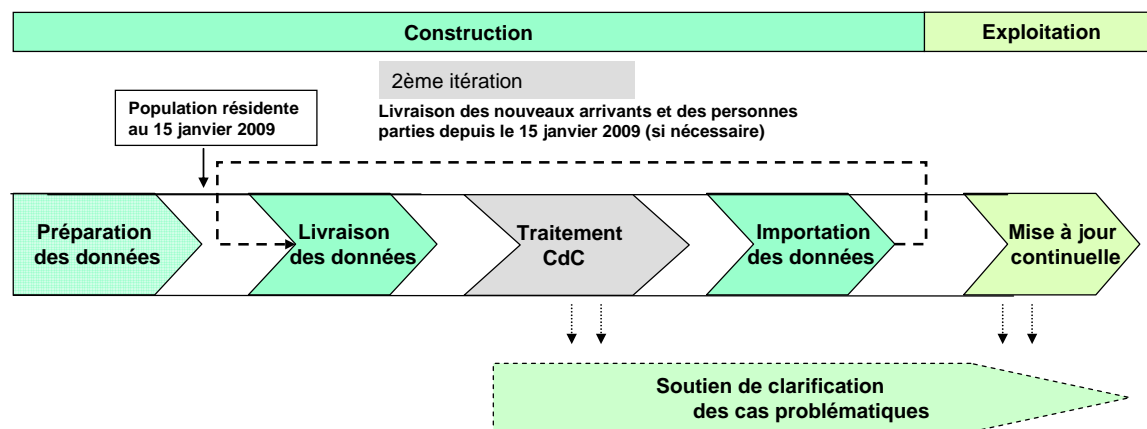 Construction
Exploitation
2ème itération
Livraison des nouveaux arrivants et des personnes
parties depuis le 15 janvier 2009 (si nécessaire)
Population résidente
au 15 janvier 2009
Préparation
des données
Livraison
des données
Traitement
CdC
Importation
des données
Mise à jour
continuelle
Soutien de clarification
des cas problématiques